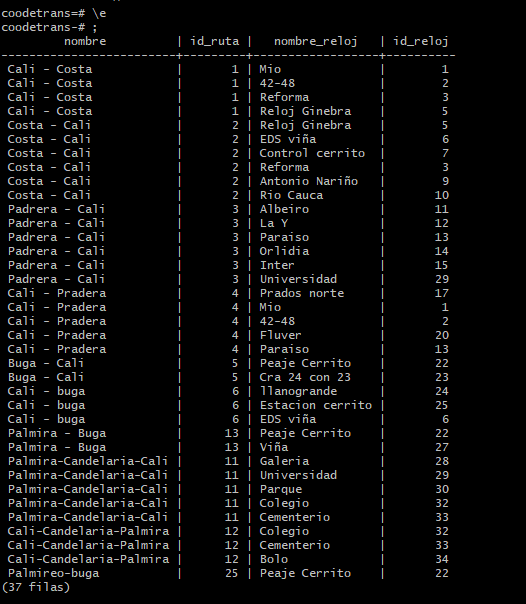 coodetrans=# \e
coodetrans-# ;
nombre | id_ruta | nombre_reloj | id_reloj
-------------------------+---------+------------------+----------
Cali - Costa | 1 | Mio | 1
Cali - Costa | 1 | 42-48 | 2
Cali - Costa | 1 | Reforma | 3
Cali - Costa | 1 | Reloj Ginebra | 5
Costa - Cali | 2 | Reloj Ginebra | 5
Costa - Cali | 2 | EDS viña | 6
Costa - Cali | 2 | Control cerrito | 7
Costa - Cali | 2 | Reforma | 3
Costa - Cali | 2 | Antonio Nariño | 9
Costa - Cali | 2 | Rio Cauca | 10
Padrera - Cali | 3 | Albeiro | 11
Padrera - Cali | 3 | La Y | 12
Padrera - Cali | 3 | Paraiso | 13
Padrera - Cali | 3 | Orlidia | 14
Padrera - Cali | 3 | Inter | 15
Padrera - Cali | 3 | Universidad | 29
Cali - Pradera | 4 | Prados norte | 17
Cali - Pradera | 4 | Mio | 1
Cali - Pradera | 4 | 42-48 | 2
Cali - Pradera | 4 | Fluver | 20
Cali - Pradera | 4 | Paraiso | 13
Buga - Cali | 5 | Peaje Cerrito | 22
Buga - Cali | 5 | Cra 24 con 23 | 23
Cali - buga | 6 | llanogrande | 24
Cali - buga | 6 | Estacion cerrito | 25
Cali - buga | 6 | EDS viña | 6
Palmira - Buga | 13 | Peaje Cerrito | 22
Palmira - Buga | 13 | Viña | 27
Palmira-Candelaria-Cali | 11 | Galeria | 28
Palmira-Candelaria-Cali | 11 | Universidad | 29
Palmira-Candelaria-Cali | 11 | Parque | 30
Palmira-Candelaria-Cali | 11 | Colegio | 32
Palmira-Candelaria-Cali | 11 | Cementerio | 33
Cali-Candelaria-Palmira | 12 | Colegio | 32
Cali-Candelaria-Palmira | 12 | Cementerio | 33
Cali-Candelaria-Palmira | 12 | Bolo | 34
Palmireo-buga | 25 | Peaje Cerrito | 22
(37 filas)